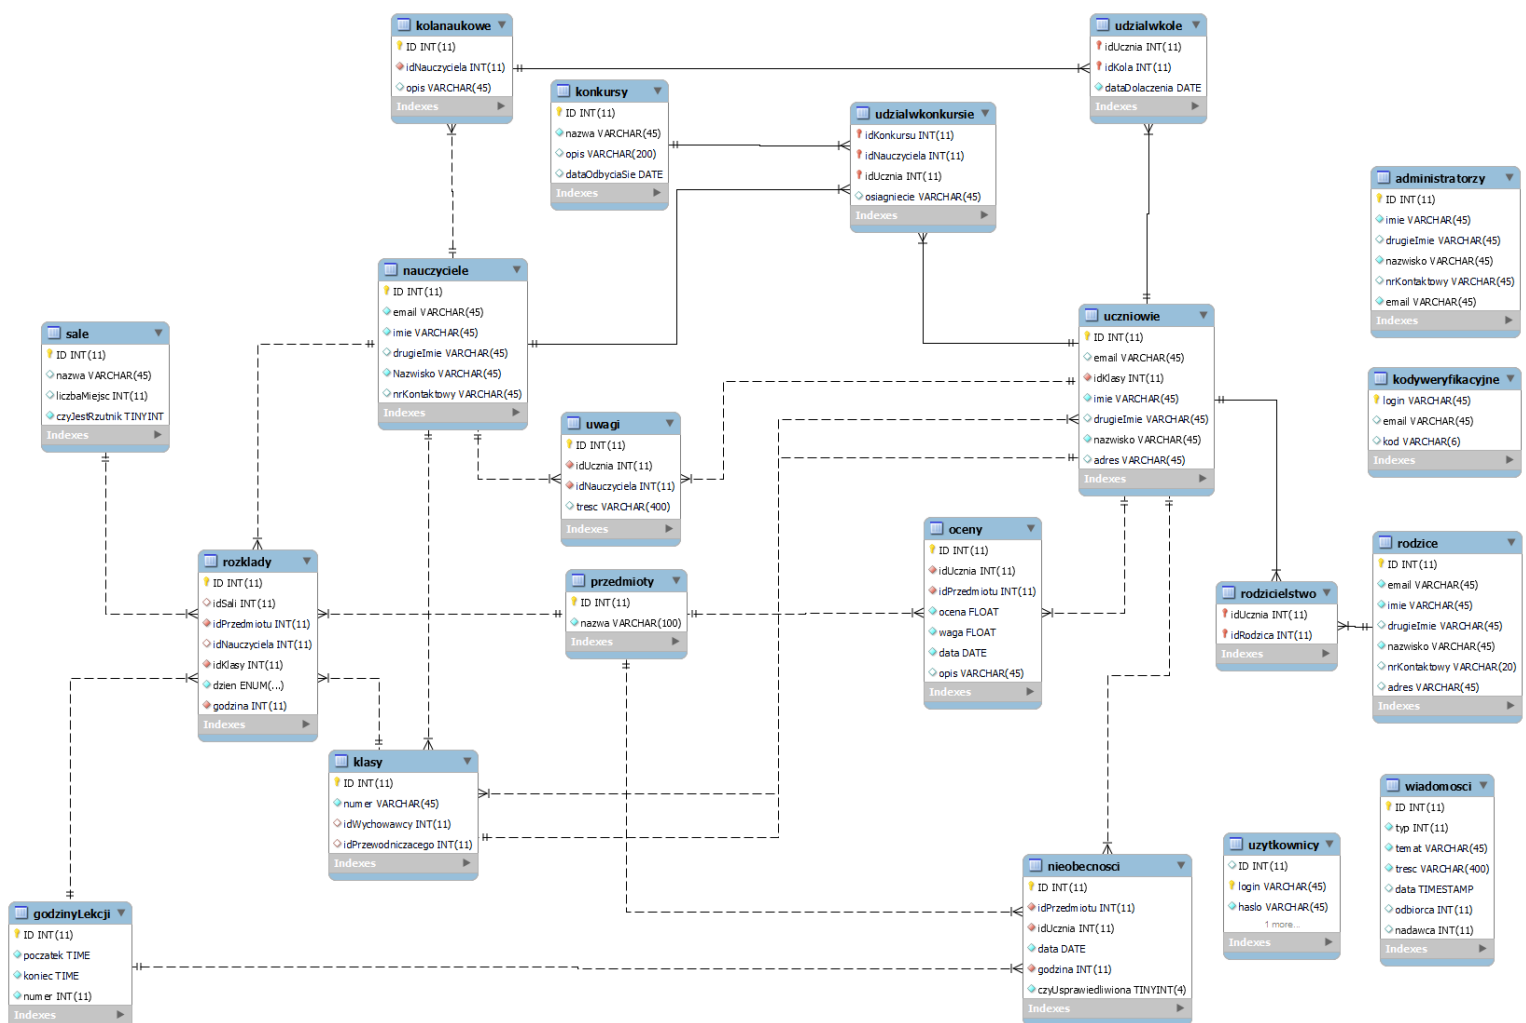 kolanaukowe
ID INT(11)
idNauczyciela INT(11)
opis VARCHAR(45)
Indexes
udzialwkole
idUcznia INT(11)
idKola INT(11)
dataDolaczenia DATE
Indexes
konkursy
ID INT(11)
nazwa VARCHAR(45)
opis VARCHAR(200)
dataOdbyciaSie DATE
Indexes
udzialwkonkursie
idKonkursu INT(11)
idNauczyciela INT(11)
idUcznia INT(11)
osiagniecie VARCHAR(45)
Indexes
administratorzy
ID INT(11)
imie VARCHAR(45)
drugieImie VARCHAR(45)
nazwisko VARCHAR(45)
nrKontaktowy VARCHAR(45)
email VARCHAR(45)
Indexes
nauczyciele
ID INT(11)
email VARCHAR(45)
imie VARCHAR(45)
drugieImie VARCHAR(45)
Nazwisko VARCHAR(45)
nrKontaktowy VARCHAR(45)
Indexes
sale
ID INT(11)
nazwa VARCHAR(45)
liczbaMiejsc INT(11)
czyJestRzutnik TINYINT
Indexes
uczniowie
ID INT(11)
email VARCHAR(45)
idKlasy INT(11)
imie VARCHAR(45)
drugieImie VARCHAR(45)
nazwisko VARCHAR(45)
adres VARCHAR(45)
Indexes
kodyweryfikacyjne
login VARCHAR(45)
email VARCHAR(45)
kod VARCHAR(6)
Indexes
uwagi
ID INT(11)
idUcznia INT(11)
idNauczyciela INT(11)
tresc VARCHAR(400)
Indexes
oceny
ID INT(11)
idUcznia INT(11)
idPrzedmiotu INT(11)
ocena FLOAT
waga FLOAT
data DATE
opis VARCHAR(45)
Indexes
rodzice
ID INT(11)
email VARCHAR(45)
imie VARCHAR(45)
drugieImie VARCHAR(45)
nazwisko VARCHAR(45)
nrKontaktowy VARCHAR(20)
adres VARCHAR(45)
Indexes
rozklady
ID INT(11)
idSali INT(11)
idPrzedmiotu INT(11)
idNauczyciela INT(11)
idKlasy INT(11)
dzien ENUM(...)
godzina INT(11)
Indexes
przedmioty
ID INT(11)
nazwa VARCHAR(100)
Indexes
rodzicielstwo
idUcznia INT(11)
idRodzica INT(11)
Indexes
klasy
ID INT(11)
numer VARCHAR(45)
idWychowawcy INT(11)
idPrzewodniczacego INT(11)
Indexes
wiadomosci
ID INT(11)
typ INT(11)
temat VARCHAR(45)
tresc VARCHAR(400)
data TIMESTAMP
odbiorca INT(11)
nadawca INT(11)
Indexes
uzytkownicy
ID INT(11)
login VARCHAR(45)
haslo VARCHAR(45)
1 more...
Indexes
nieobecnosci
ID INT(11)
idPrzedmiotu INT(11)
idUcznia INT(11)
data DATE
godzina INT(11)
czyUsprawiedliwiona TINYINT(4)
Indexes
godzinyLekcji
ID INT(11)
poczatek TIME
koniec TIME
numer INT(11)
Indexes